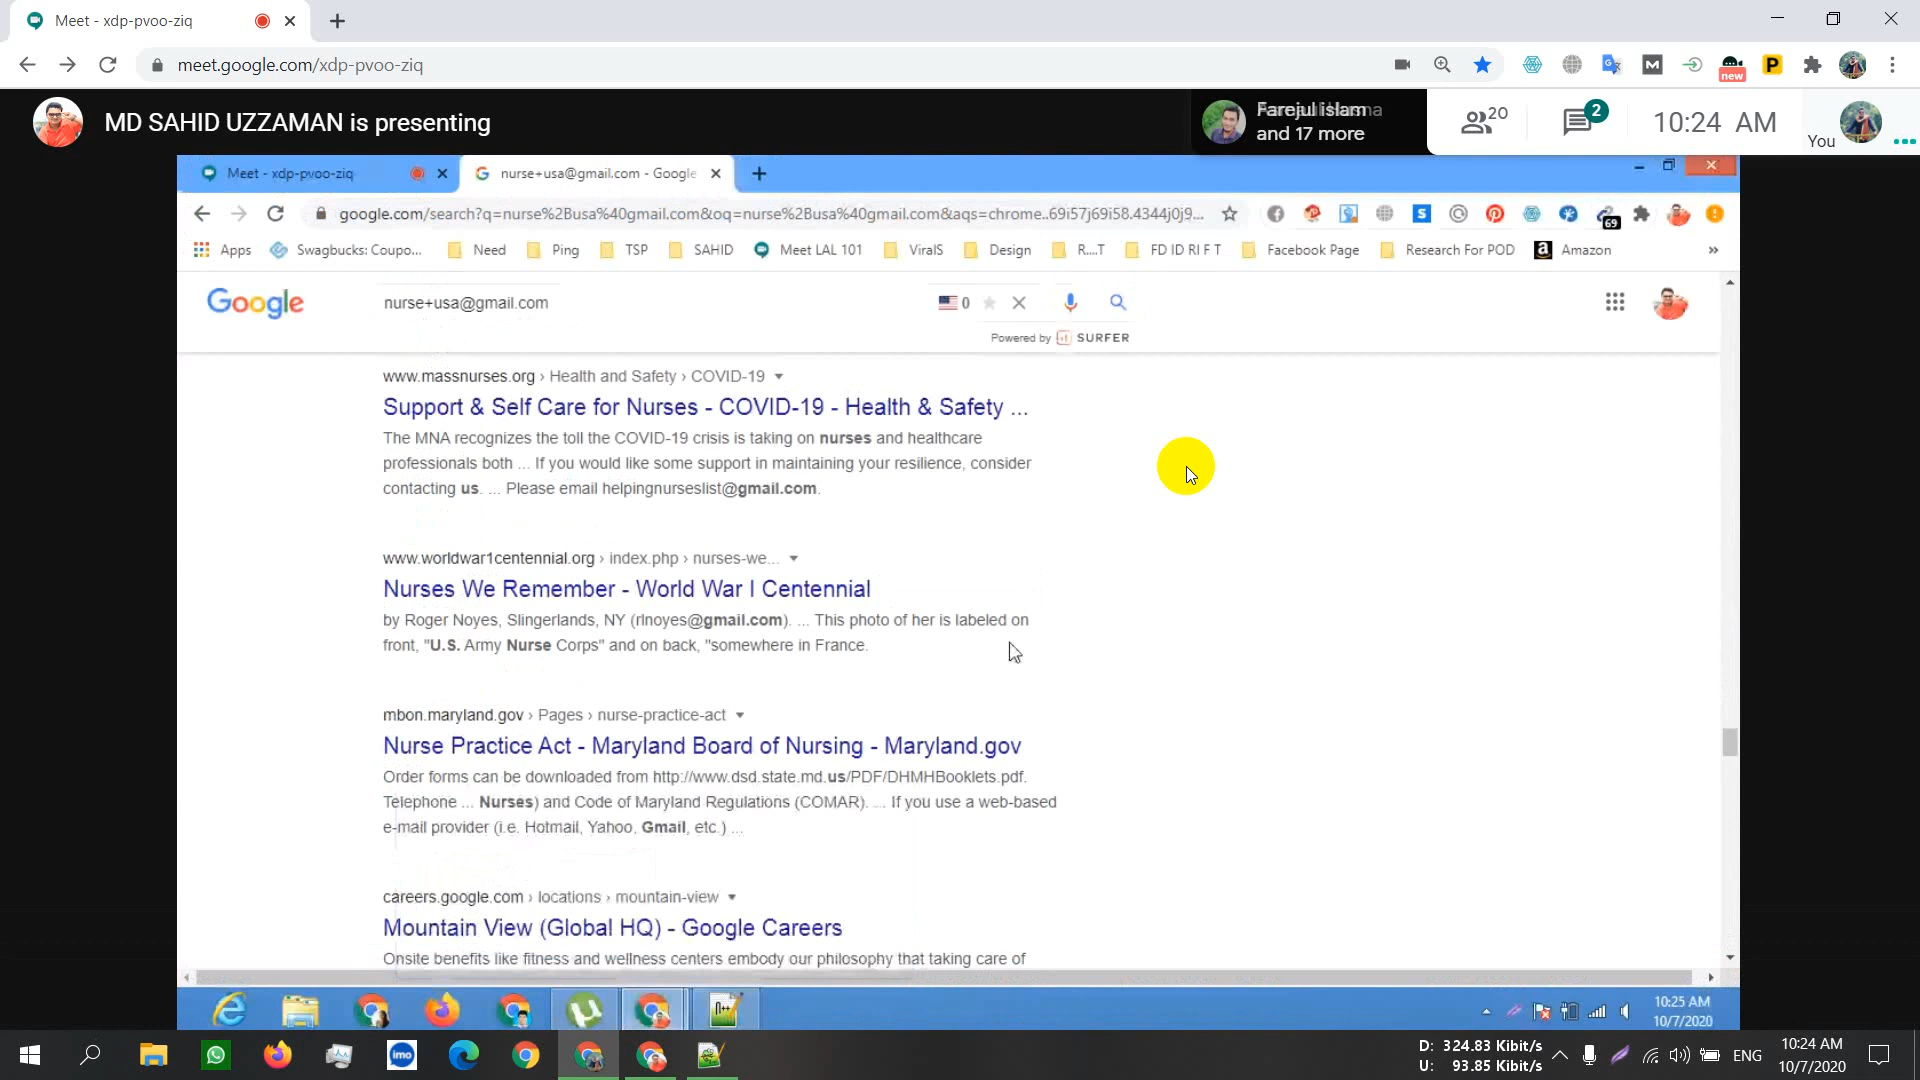 Meet - xdp-pvoo-ziq
meet.google.com/xdp-pvoo-ziq
new
MD SAHID UZZAMAN is presenting
Farejul islam
and 17 more
20
2
10:24 AM
You
Meet - xdp-pvoo-ziq
nurse+usa@gmail.com - Google
google.com/search?q=nurse%2Busa%40gmail.com&oq=nurse%2Busa%40gmail.com&aqs=chrome..69i57j69i58.4344j0j9...
69
Apps Swagbucks: Coupo... Need Ping TSP SAHID Meet LAL 101 ViralS Design R....T FD ID RI F T Facebook Page Research For POD Amazon »
Google
nurse+usa@gmail.com
0
Powered by SURFER
www.massnurses.org › Health and Safety › COVID-19
Support & Self Care for Nurses - COVID-19 - Health & Safety ...
The MNA recognizes the toll the COVID-19 crisis is taking on nurses and healthcare
professionals both ... If you would like some support in maintaining your resilience, consider
contacting us. ... Please email helpingnurseslist@gmail.com.
www.worldwar1centennial.org › index.php › nurses-we...
Nurses We Remember - World War I Centennial
by Roger Noyes, Slingerlands, NY (rlnoyes@gmail.com). ... This photo of her is labeled on
front, "U.S. Army Nurse Corps" and on back, "somewhere in France.
mbon.maryland.gov › Pages › nurse-practice-act
Nurse Practice Act - Maryland Board of Nursing - Maryland.gov
Order forms can be downloaded from http://www.dsd.state.md.us/PDF/DHMHBooklets.pdf.
Telephone ... Nurses) and Code of Maryland Regulations (COMAR). ... If you use a web-based
e-mail provider (i.e. Hotmail, Yahoo, Gmail, etc.) ...
careers.google.com › locations › mountain-view
Mountain View (Global HQ) - Google Careers
Onsite benefits like fitness and wellness centers embody our philosophy that taking care of
10:25 AM
10/7/2020
imo
D: 324.83 Kibit/s
U: 93.85 Kibit/s
ENG
10:24 AM
10/7/2020